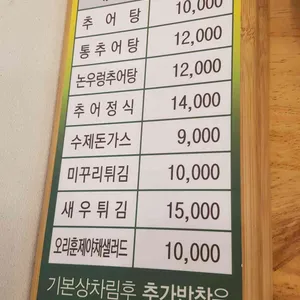 추어탕 10,000
통추어탕 12,000
논우렁추어탕 12,000
추어정식 14,000
수제돈가스 9,000
미꾸리튀김 10,000
새우튀김 15,000
오리훈제야채샐러드 10,000
기본상차림후 추가반찬은